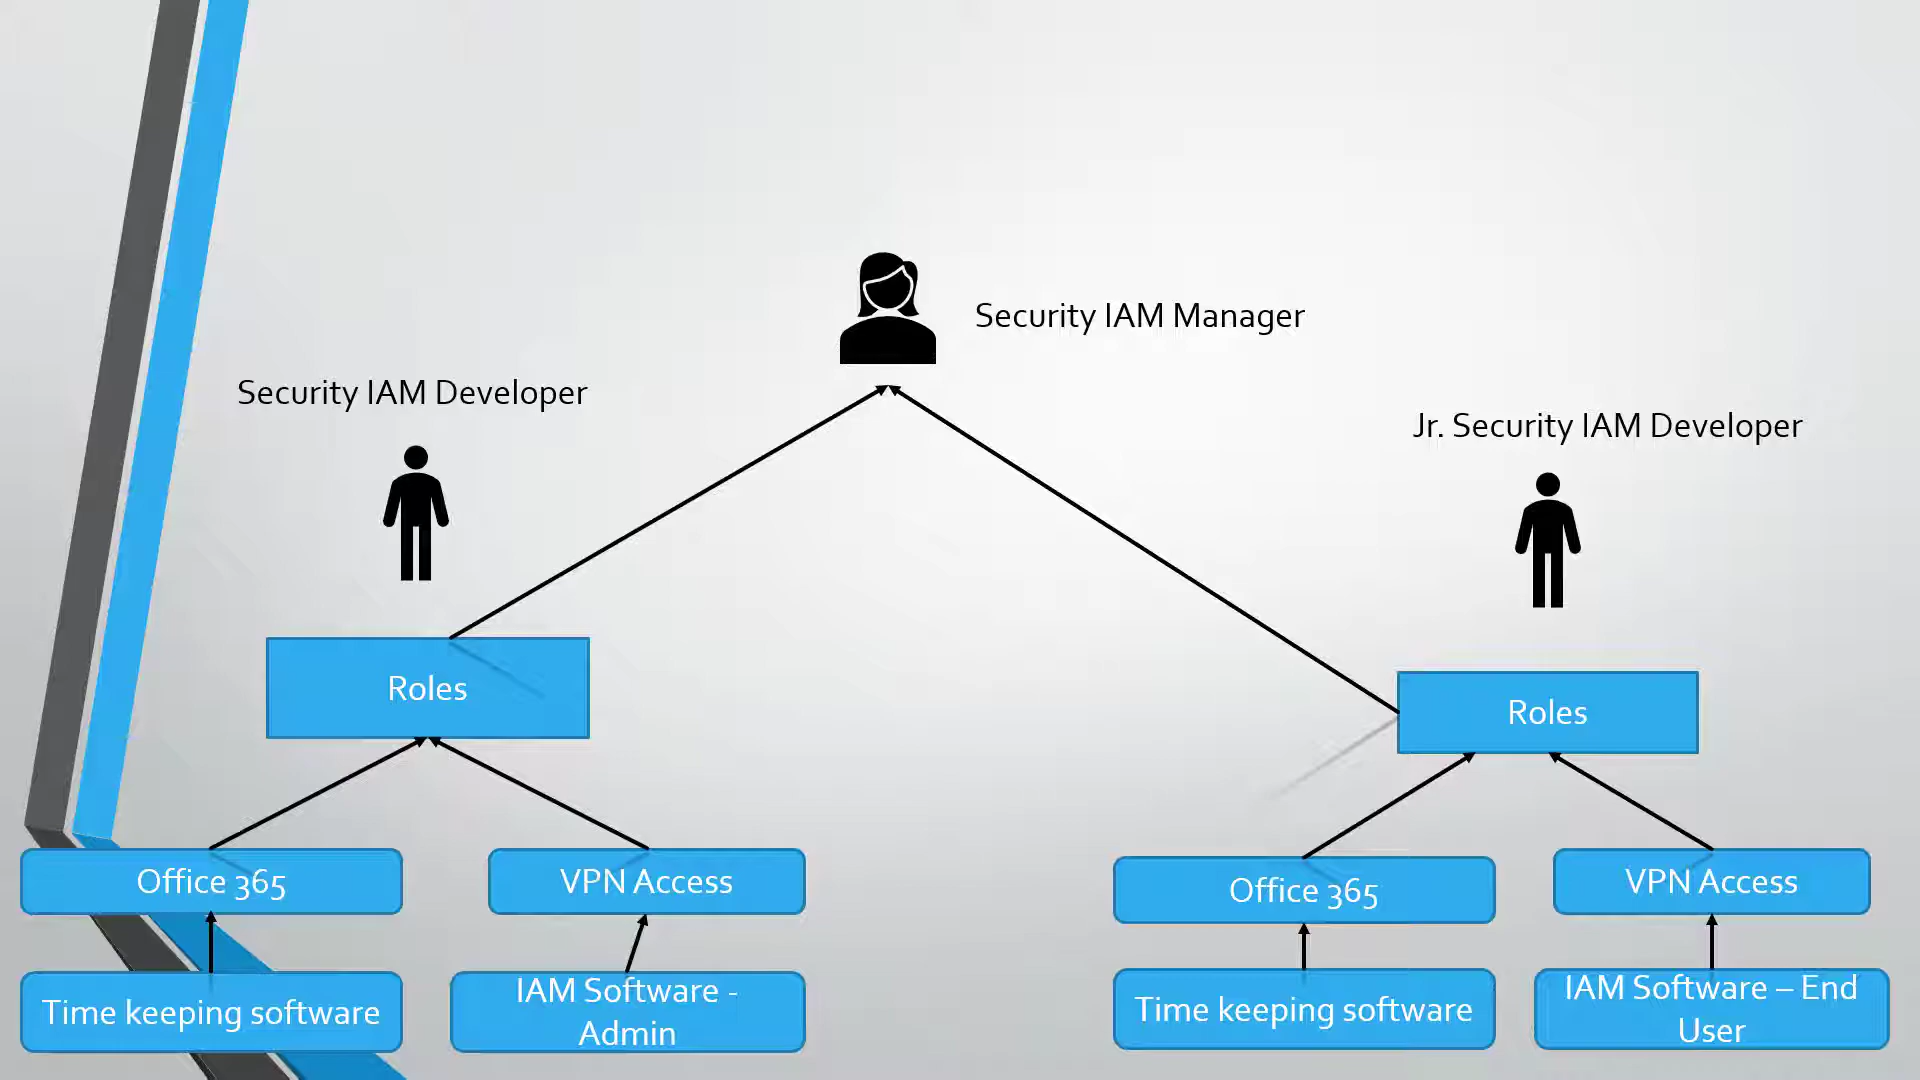 Security IAM Manager
Security IAM Developer
Jr. Security IAM Developer
Roles
Roles
Office 365
VPN Access
Office 365
VPN Access
Time keeping software
IAM Software -
Admin
Time keeping software
IAM Software – End
User